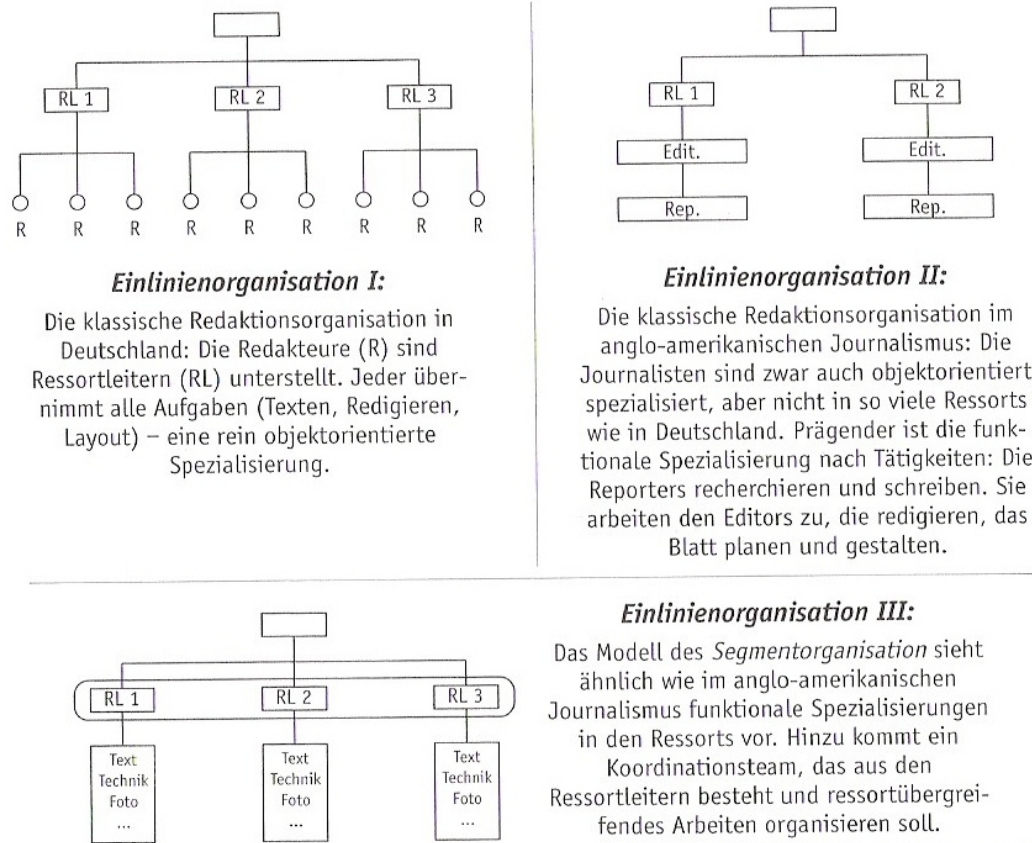 RL 1 RL 2 RL 3
R R R R R R R R R
Einlinienorganisation I:
Die klassische Redaktionsorganisation in
Deutschland: Die Redakteure (R) sind
Ressortleitern (RL) unterstellt. Jeder über-
nimmt alle Aufgaben (Texten, Redigieren,
Layout) – eine rein objektorientierte
Spezialisierung.
RL 1 RL 2
Edit. Edit.
Rep. Rep.
Einlinienorganisation II:
Die klassische Redaktionsorganisation im
anglo-amerikanischen Journalismus: Die
Journalisten sind zwar auch objektorientiert
spezialisiert, aber nicht in so viele Ressorts
wie in Deutschland. Prägender ist die funk-
tionale Spezialisierung nach Tätigkeiten: Die
Reporters recherchieren und schreiben. Sie
arbeiten den Editors zu, die redigieren, das
Blatt planen und gestalten.
RL 1 RL 2 RL 3
Text Text Text
Technik Technik Technik
Foto Foto Foto
... ... ...
Einlinienorganisation III:
Das Modell des Segmentorganisation sieht
ähnlich wie im anglo-amerikanischen
Journalismus funktionale Spezialisierungen
in den Ressorts vor. Hinzu kommt ein
Koordinationsteam, das aus den
Ressortleitern besteht und ressortübergrei-
fendes Arbeiten organisieren soll.